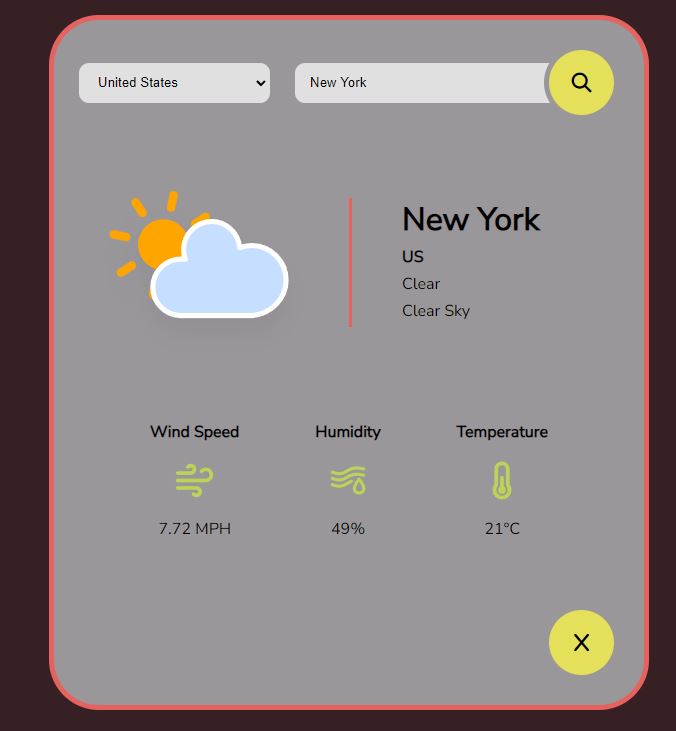 United States
New York
New York
US
Clear
Clear Sky
Wind Speed Humidity Temperature
7.72 MPH 49% 21°C
X